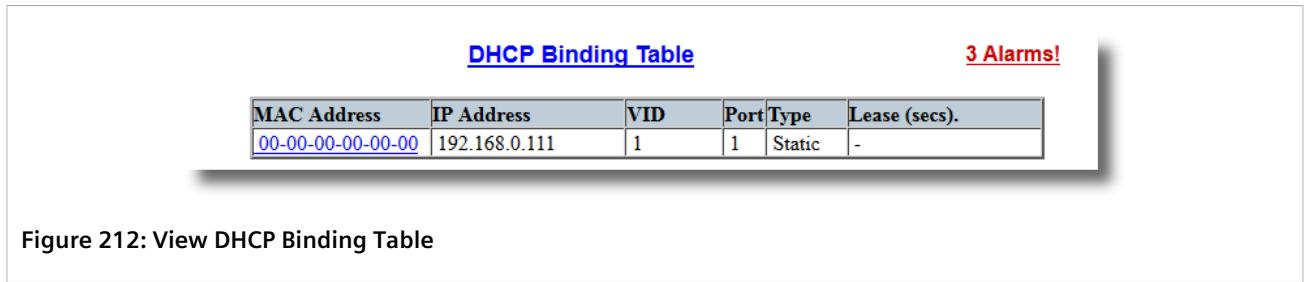 DHCP Binding Table 3 Alarms!
MAC Address IP Address VID Port Type Lease (secs).
00-00-00-00-00-00 192.168.0.111 1 1 Static -
Figure 212: View DHCP Binding Table